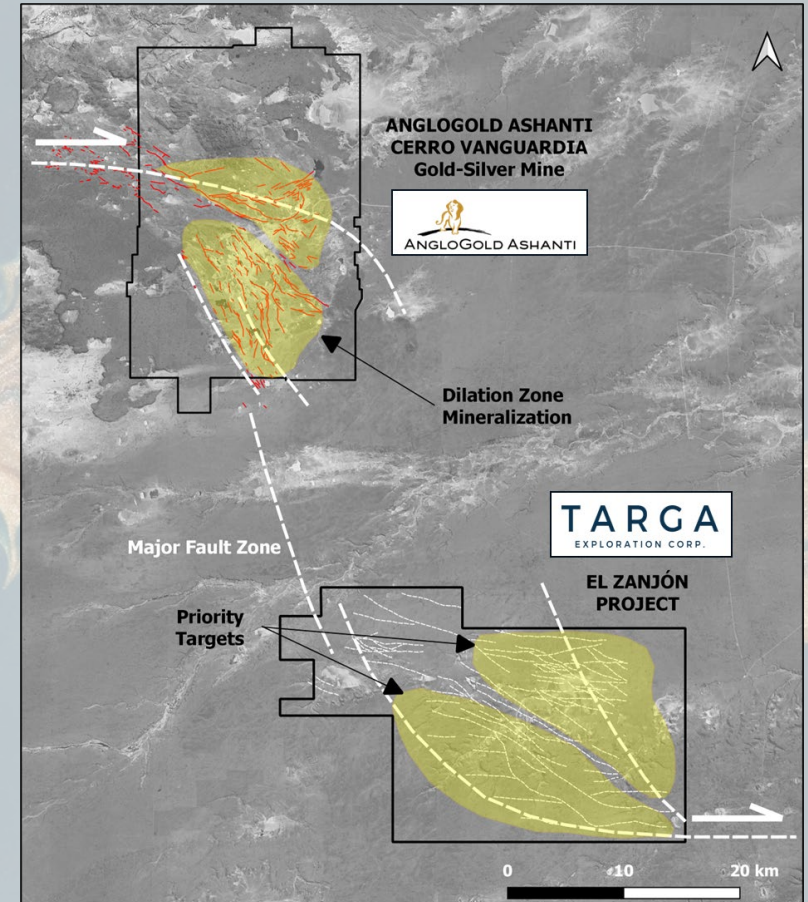 ANGLOGOLD ASHANTI
CERRO VANGUARDIA
Gold-Silver Mine
ANGLOGOLD ASHANTI
Dilation Zone
Mineralization
TARGA
EXPLORATION CORP.
Major Fault Zone
EL ZANJÓN
PROJECT
Priority
Targets
0 10 20 km